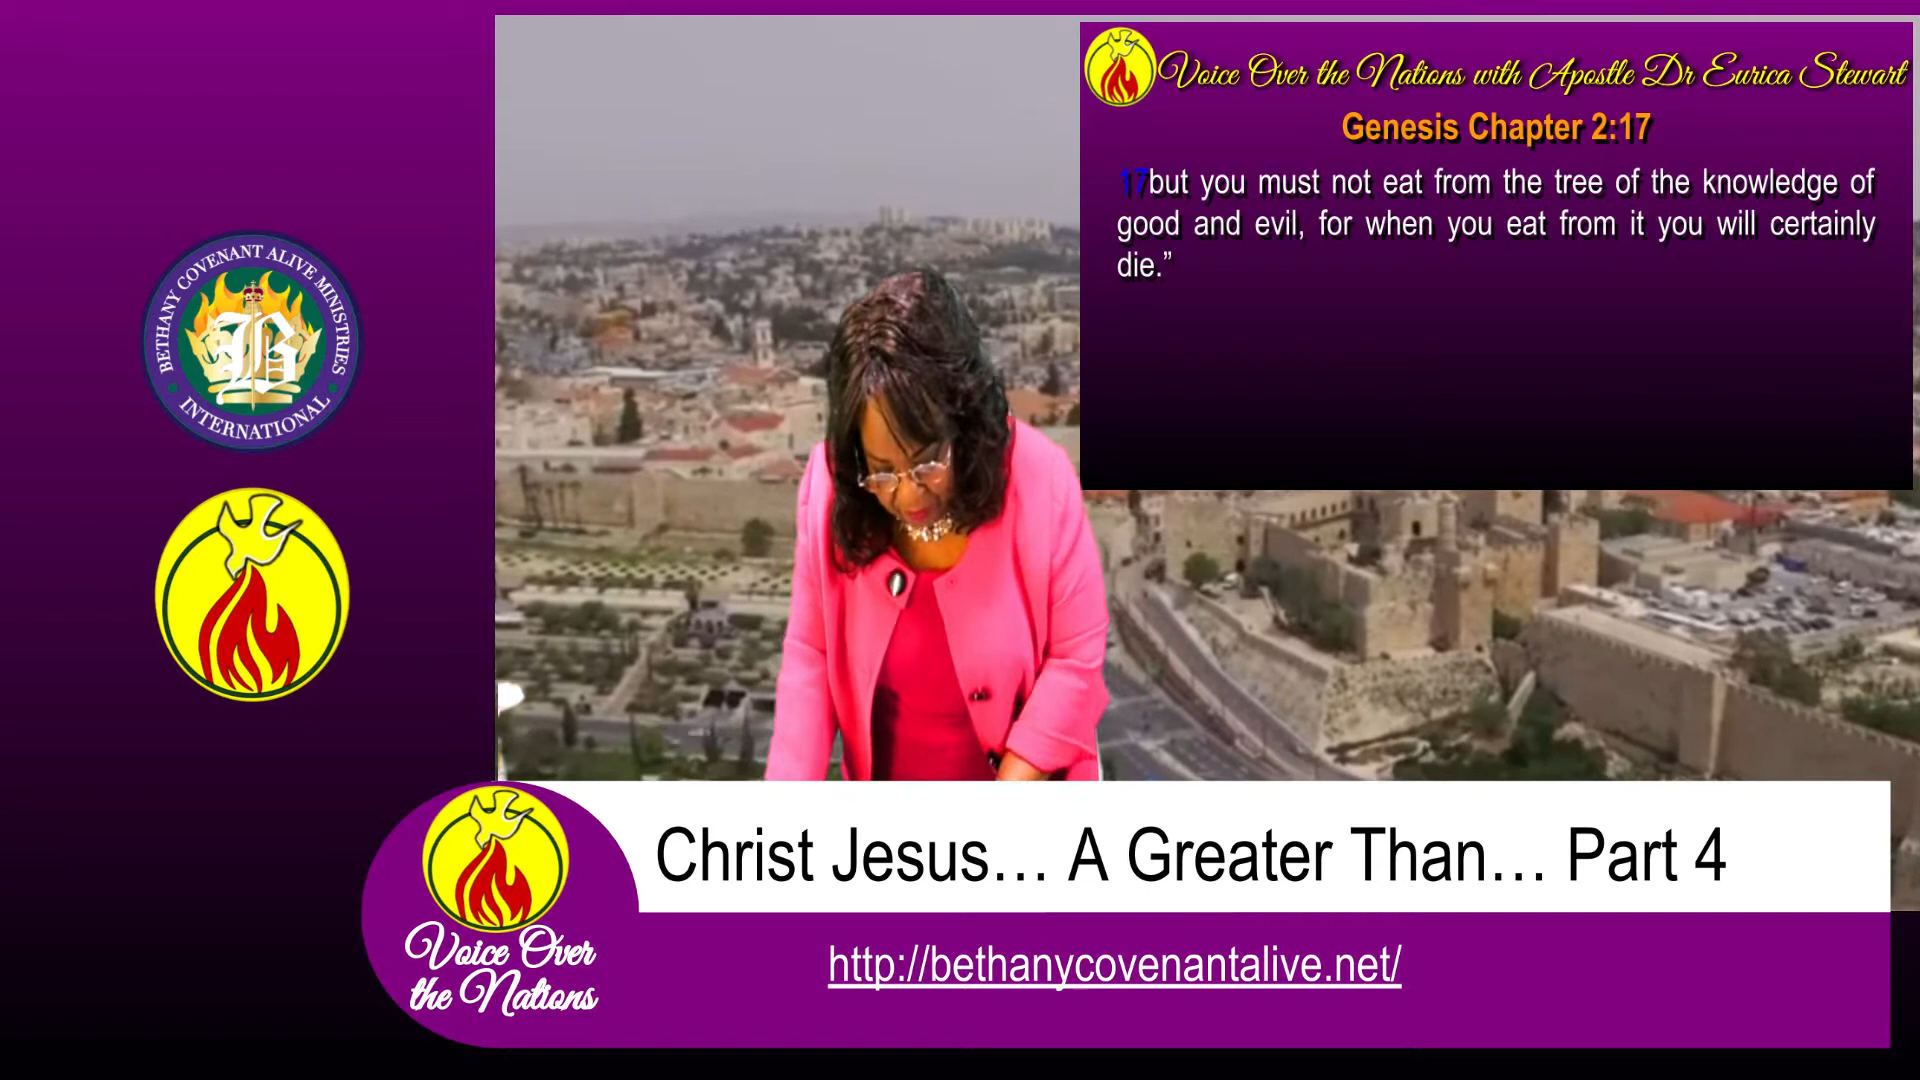 Voice Over the Nations with Apostle Dr Eurica Stewart
Genesis Chapter 2:17
17but you must not eat from the tree of the knowledge of
good and evil, for when you eat from it you will certainly
die.”
BETHANY COVENANT ALIVE MINISTRIES
B
INTERNATIONAL
Christ Jesus… A Greater Than… Part 4
Voice Over
the Nations
http://bethanycovenantalive.net/